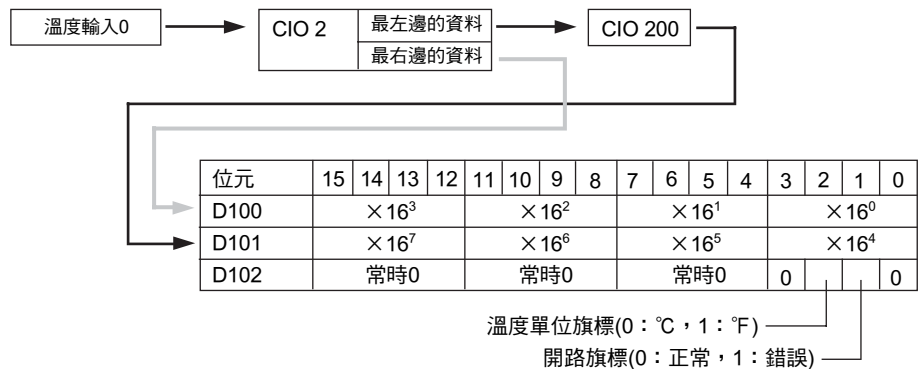 溫度輸入0
CIO 2
最左邊的資料
最右邊的資料
CIO 200
位元 15 14 13 12 11 10 9 8 7 6 5 4 3 2 1 0
D100 ×16³ ×16² ×16¹ ×16⁰
D101 ×16⁷ ×16⁶ ×16⁵ ×16⁴
D102 常時0 常時0 常時0 0 0
溫度單位旗標(0：℃，1：℉)
開路旗標(0：正常，1：錯誤)